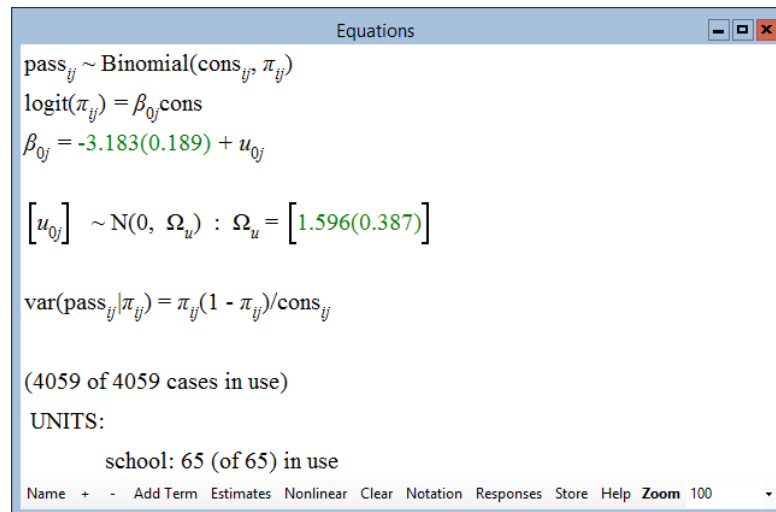 Equations
pass_ij ~ Binomial(cons_ij, π_ij)
logit(π_ij) = β_0j cons
β_0j = -3.183(0.189) + u_0j
[u_0j] ~ N(0, Ω_u) : Ω_u = [1.596(0.387)]
var(pass_ij|π_ij) = π_ij(1 - π_ij)/cons_ij
(4059 of 4059 cases in use)
UNITS:
school: 65 (of 65) in use
Name + - Add Term Estimates Nonlinear Clear Notation Responses Store Help Zoom 100